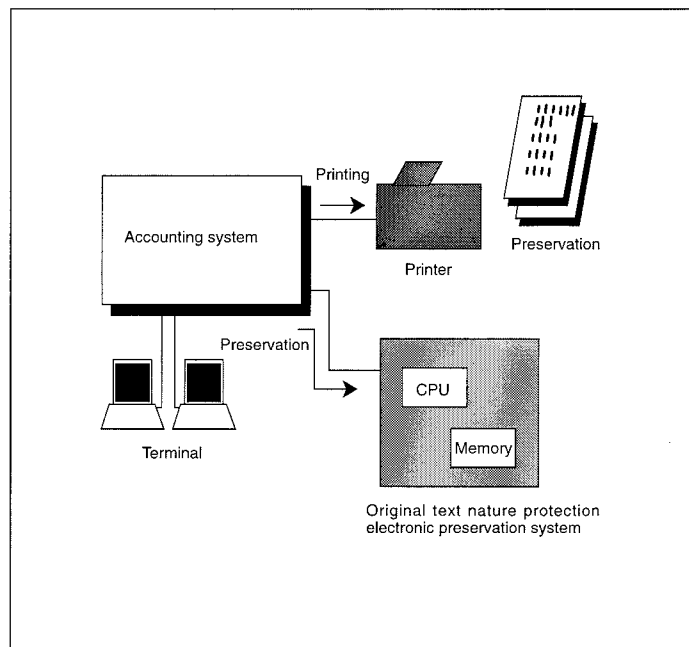 Printing
Accounting system
Preservation
Printer
Preservation
CPU
Memory
Terminal
Original text nature protection
electronic preservation system